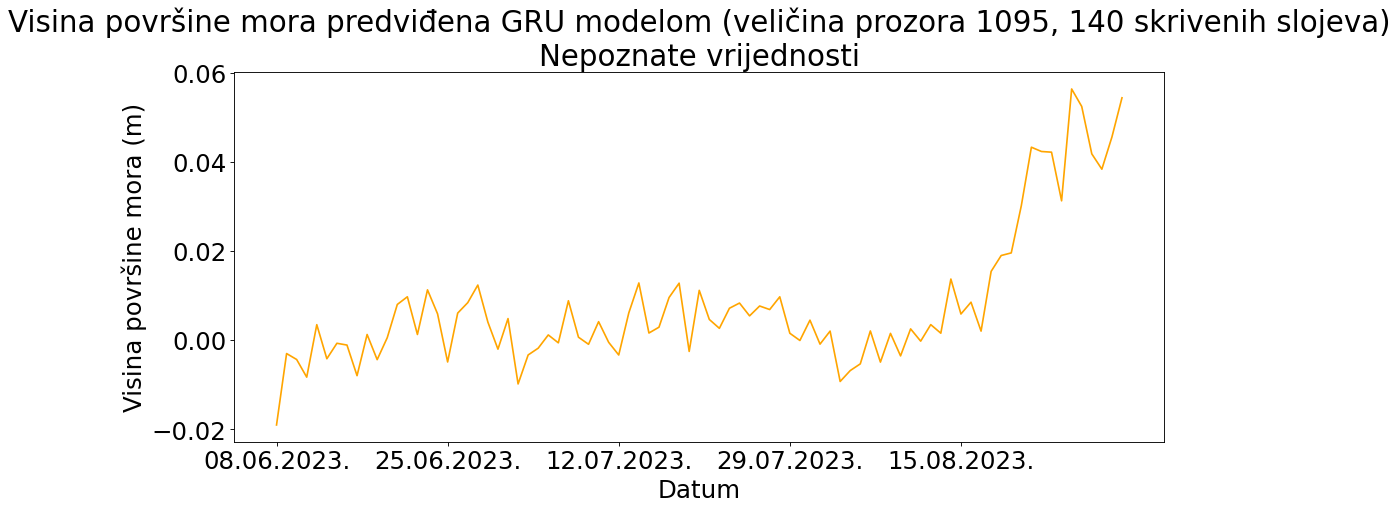 Visina površine mora predviđena GRU modelom (veličina prozora 1095, 140 skrivenih slojeva)
Nepoznate vrijednosti
Visina površine mora (m)
0.06
0.04
0.02
0.00
−0.02
08.06.2023. 25.06.2023. 12.07.2023. 29.07.2023. 15.08.2023.
Datum